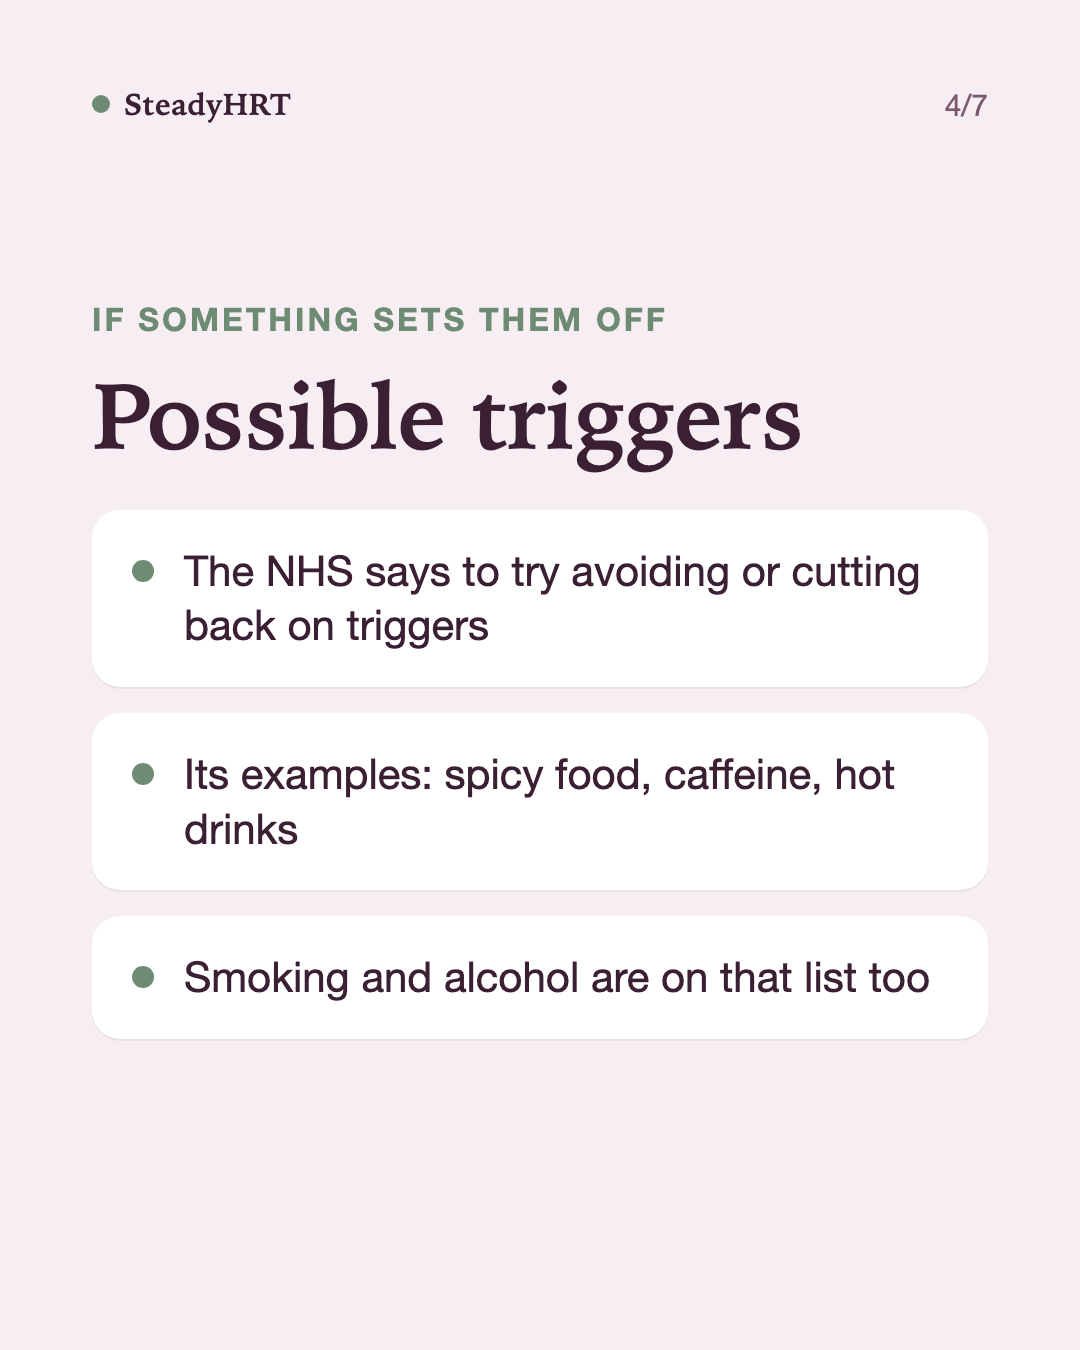 SteadyHRT
4/7
IF SOMETHING SETS THEM OFF
Possible triggers
The NHS says to try avoiding or cutting
back on triggers
Its examples: spicy food, caffeine, hot
drinks
Smoking and alcohol are on that list too